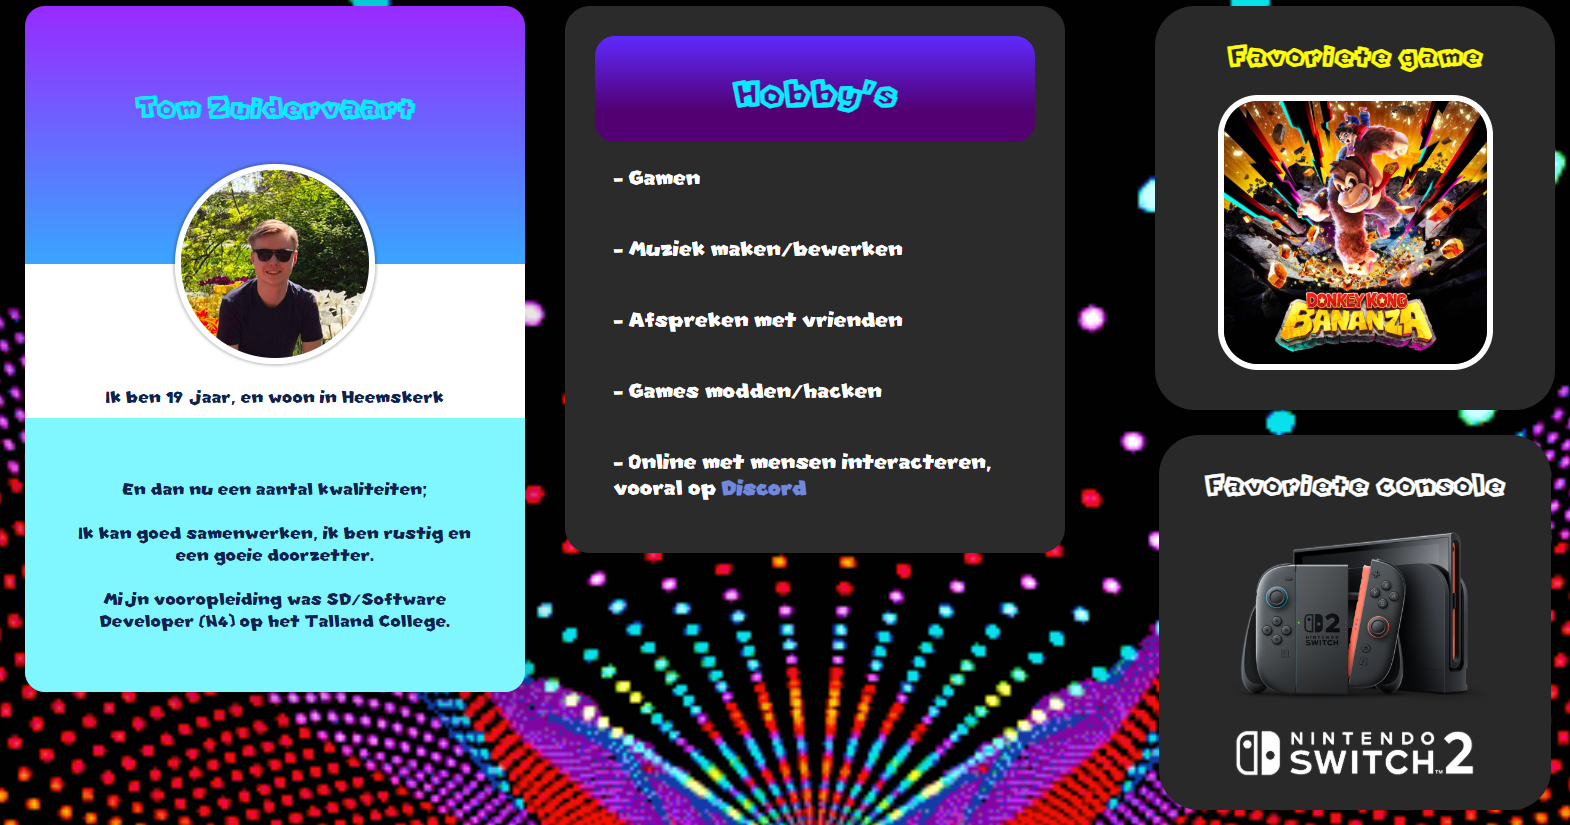 Tom Zuidervaart
Ik ben 19 jaar, en woon in Heemskerk
En dan nu een aantal kwaliteiten;
Ik kan goed samenwerken, ik ben rustig en
een goeie doorzetter.
Mijn vooropleiding was SD/Software
Developer (N4) op het Talland College.
Hobby's
- Gamen
- Muziek maken/bewerken
- Afspreken met vrienden
- Games modden/hacken
- Online met mensen interacteren,
vooral op Discord
Favoriete game
DONKEY KONG
BANANZA
Favoriete console
2
NINTENDO
SWITCH
NINTENDO
SWITCH™2